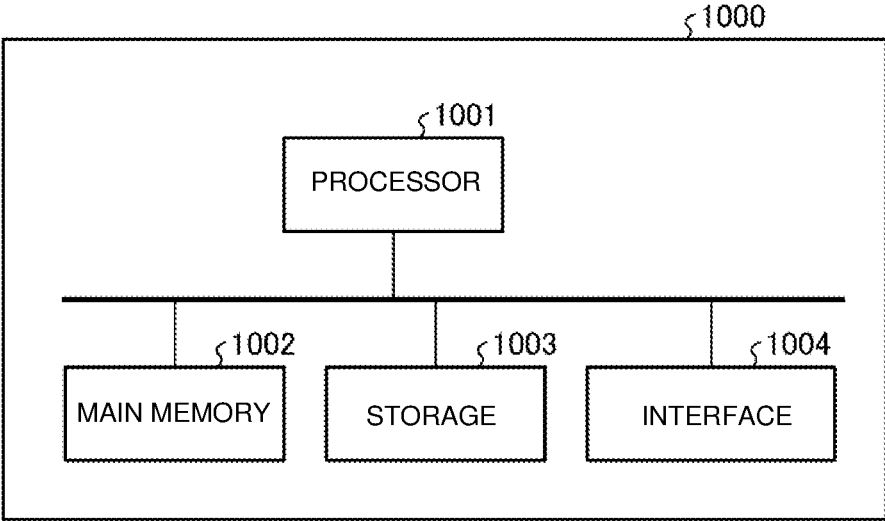 1000
1001
PROCESSOR
1002
MAIN MEMORY
1003
STORAGE
1004
INTERFACE